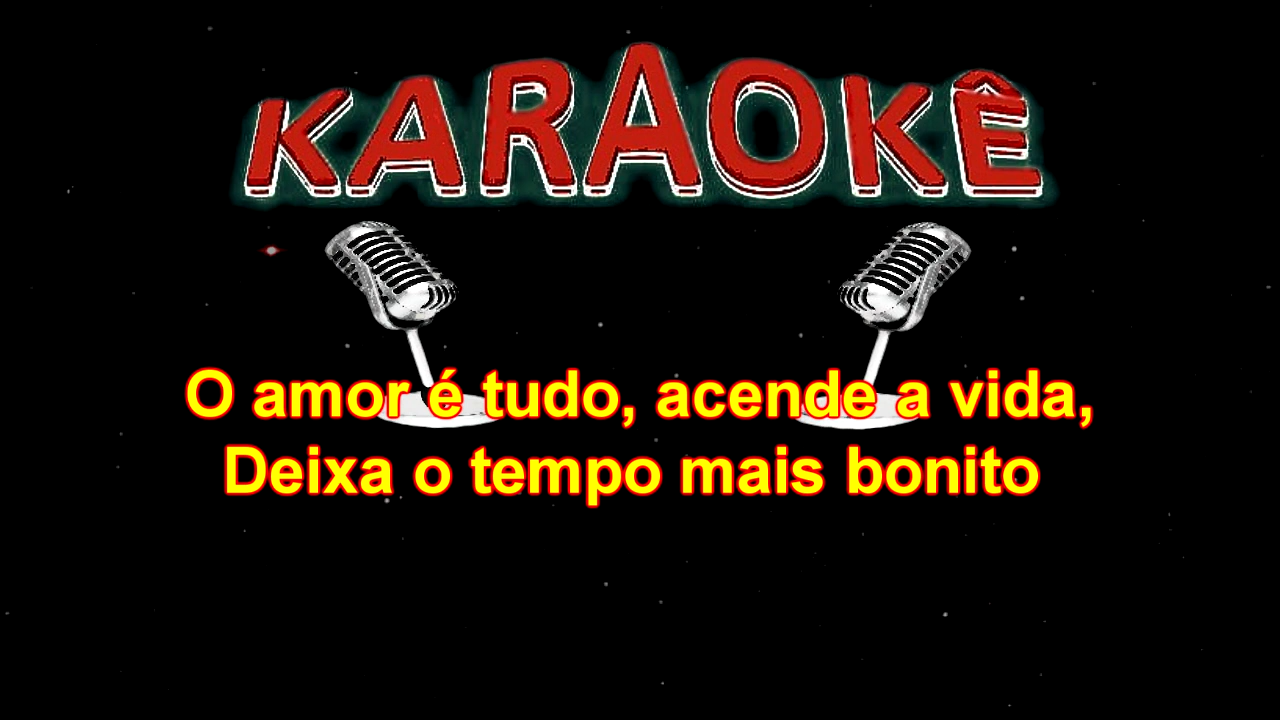 KARAOKÊ
O amor é tudo, acende a vida,
Deixa o tempo mais bonito